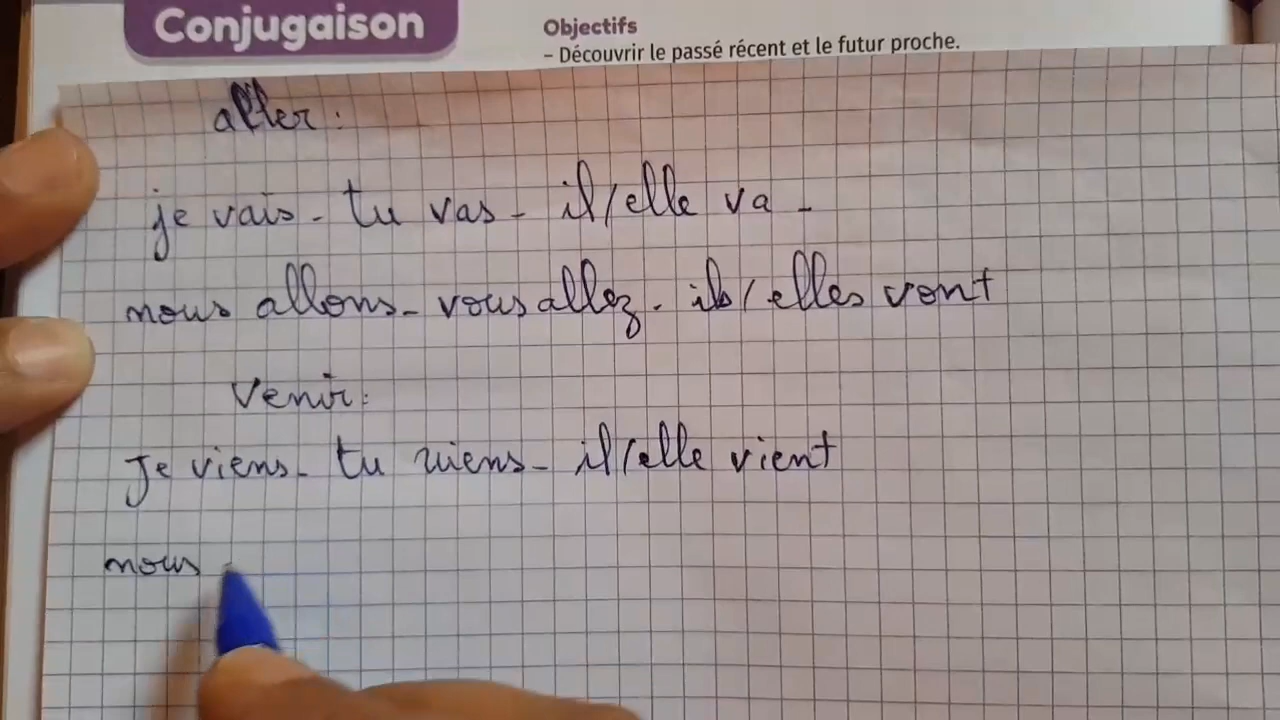 Conjugaison
Objectifs
– Découvrir le passé récent et le futur proche.
aller :
je vais - tu vas - il/elle va -
nous allons - vous allez - ils/elles vont
Venir :
Je viens - tu viens - il/elle vient
nous